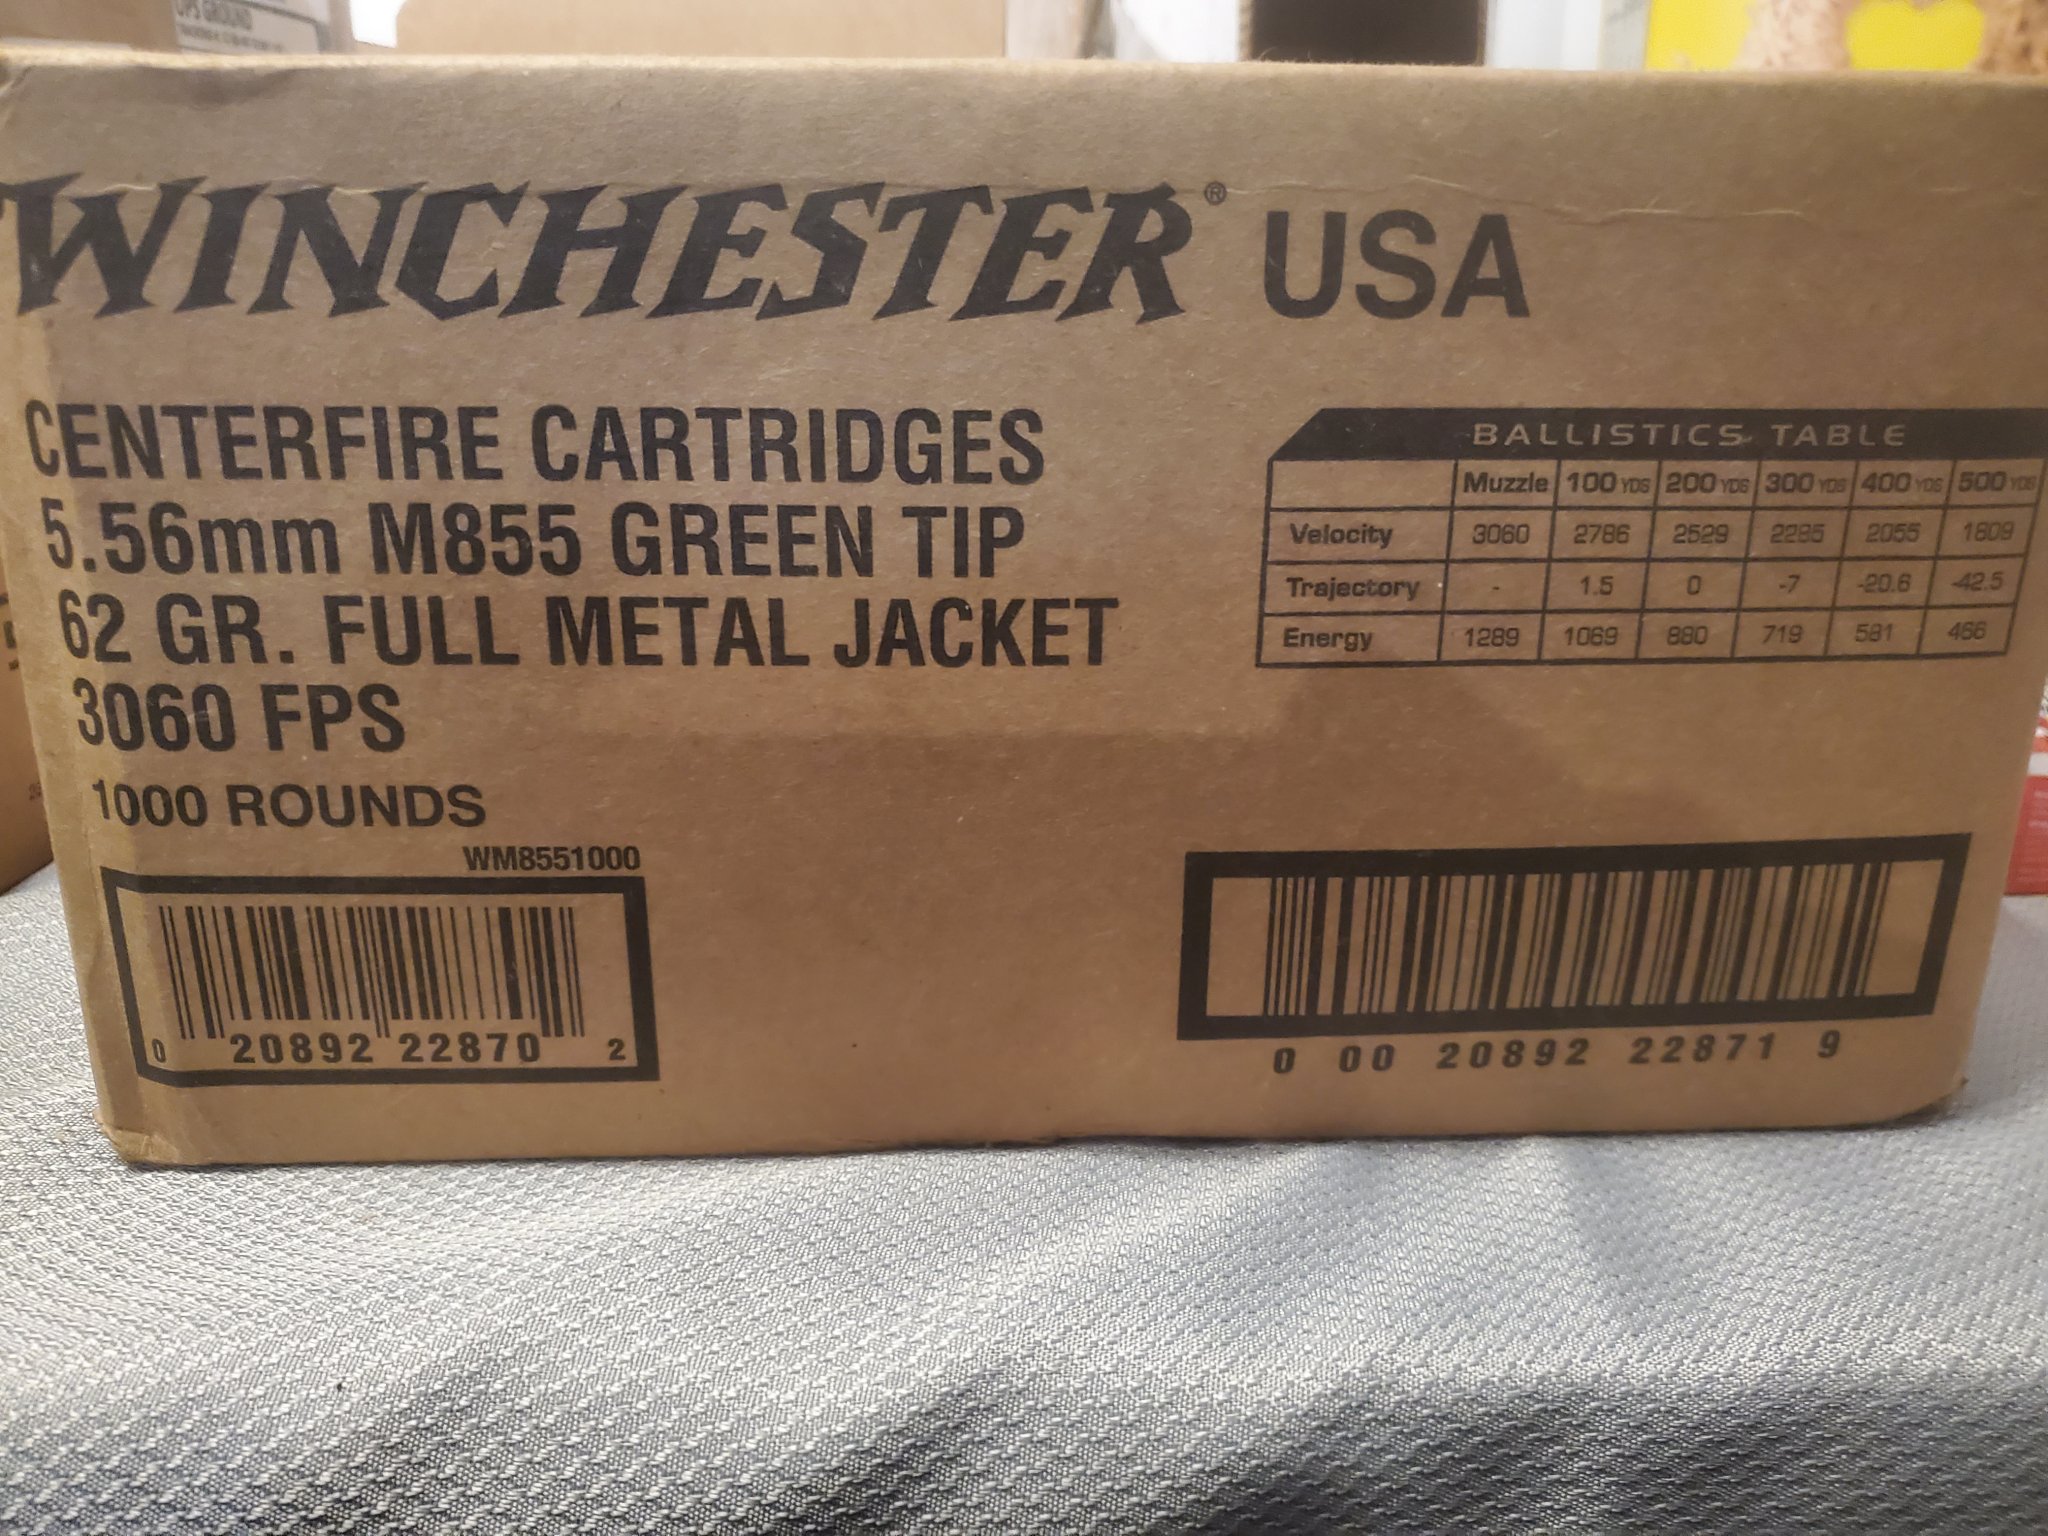 UPS GROUND
WINCHESTER® USA
CENTERFIRE CARTRIDGES
5.56mm M855 GREEN TIP
62 GR. FULL METAL JACKET
3060 FPS
1000 ROUNDS
WM8551000
0 20892 22870 2
BALLISTICS TABLE
Muzzle 100 YDS 200 YDS 300 YDS 400 YDS 500 YDS
Velocity 3060 2786 2529 2285 2055 1809
Trajectory - 1.5 0 -7 -20.6 -42.5
Energy 1289 1069 880 719 581 466
0 00 20892 22871 9